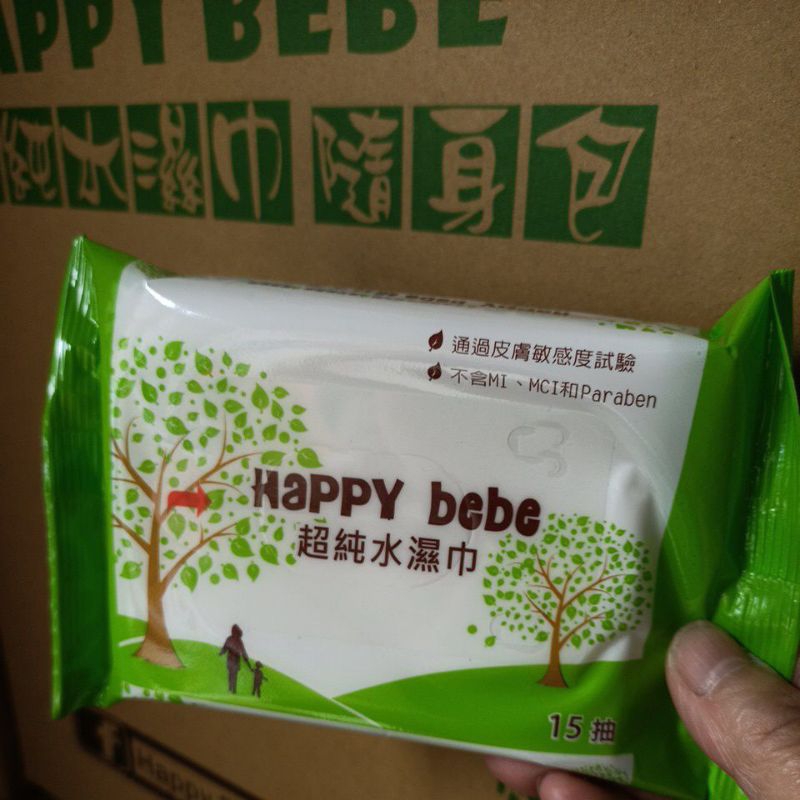 HAPPY BEBE
純水濕巾 隨身包
通過皮膚敏感度試驗
不含MI、MCI和Paraben
HaPPY bebe
超純水濕巾
15抽
f Happy